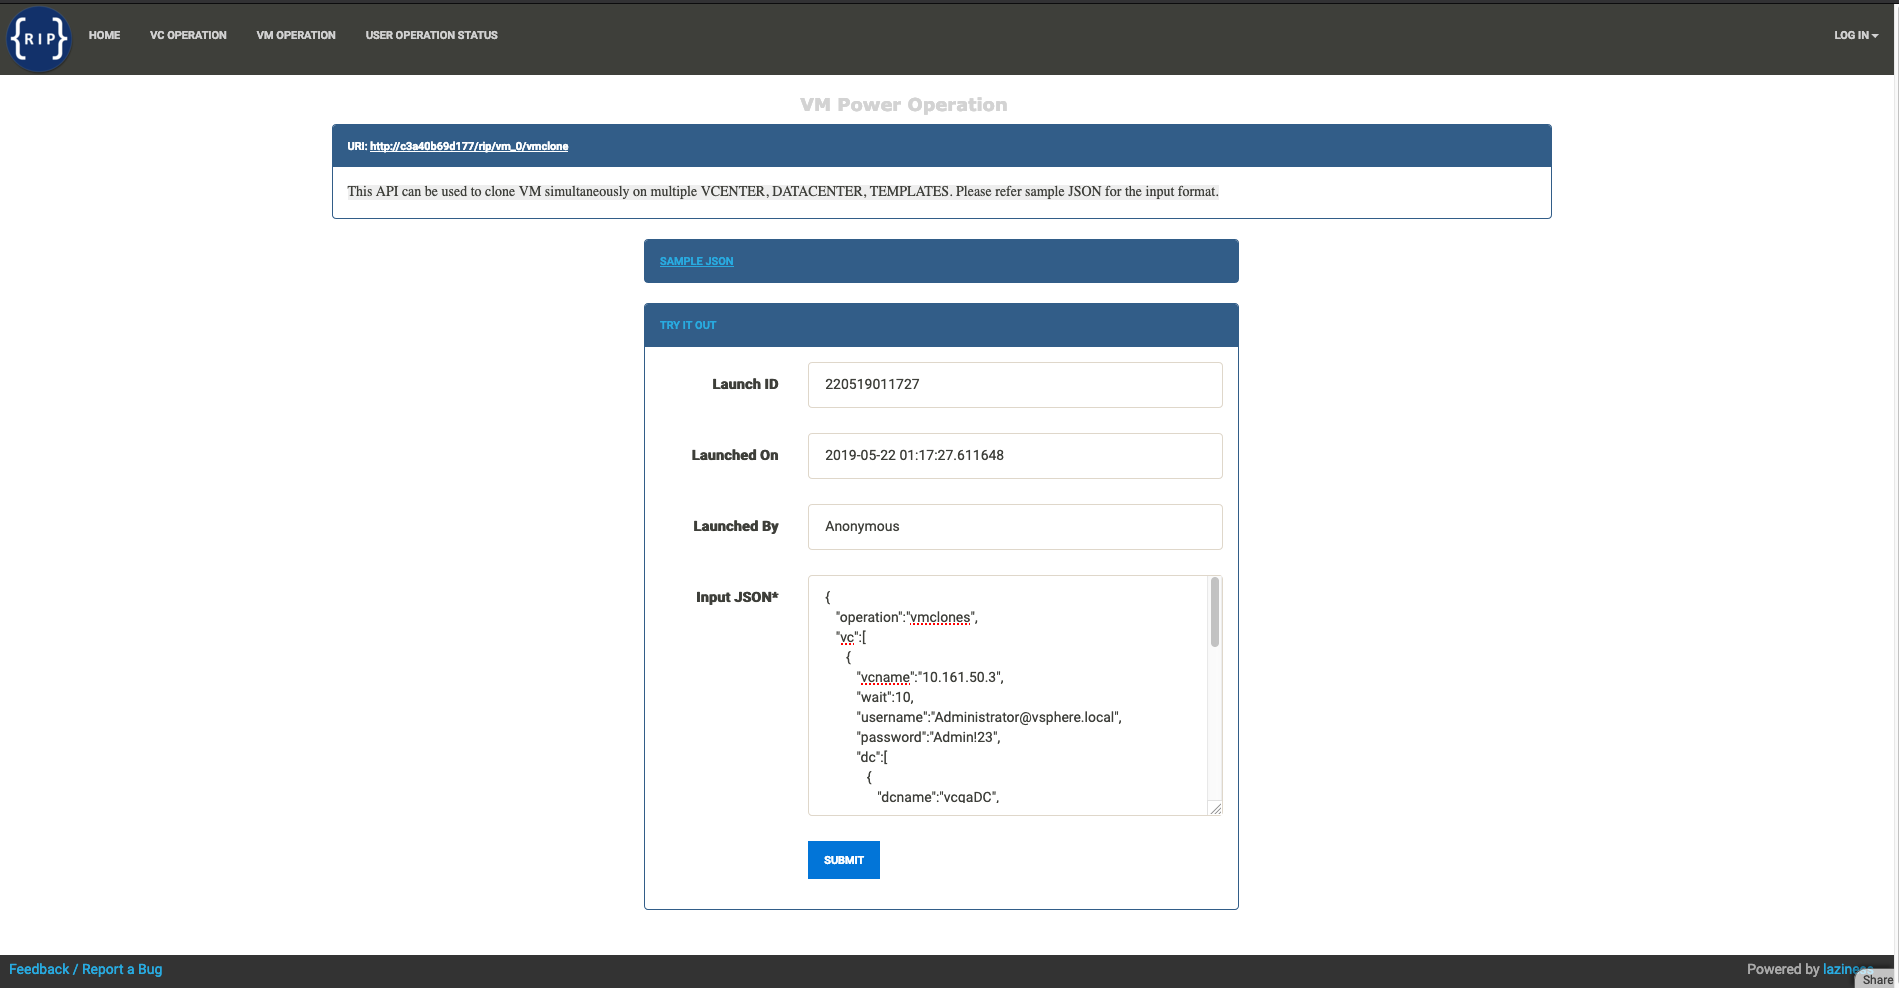 {RIP}
HOME
VC OPERATION
VM OPERATION
USER OPERATION STATUS
LOG IN
VM Power Operation
URI: http://c3a40b69d177/rip/vm_0/vmclone
This API can be used to clone VM simultaneously on multiple VCENTER, DATACENTER, TEMPLATES. Please refer sample JSON for the input format.
SAMPLE JSON
TRY IT OUT
Launch ID
220519011727
Launched On
2019-05-22 01:17:27.611648
Launched By
Anonymous
Input JSON*
{
"operation":"vmclones",
"vc":[
{
"vcname":"10.161.50.3",
"wait":10,
"username":"Administrator@vsphere.local",
"password":"Admin!23",
"dc":[
{
"dcname":"vcqaDC",
SUBMIT
Feedback / Report a Bug
Powered by laziness
Share